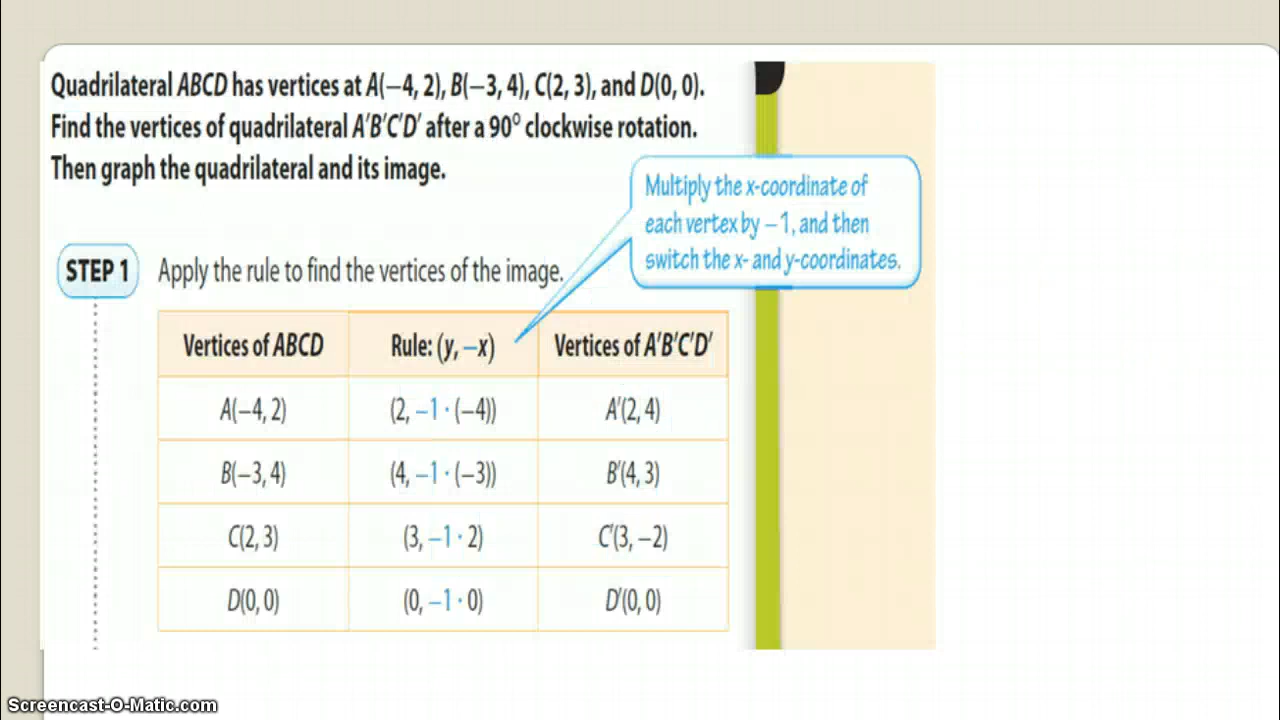 Quadrilateral ABCD has vertices at A(−4, 2), B(−3, 4), C(2, 3), and D(0, 0).
Find the vertices of quadrilateral A′B′C′D′ after a 90° clockwise rotation.
Then graph the quadrilateral and its image.
Multiply the x-coordinate of
each vertex by −1, and then
switch the x- and y-coordinates.
STEP 1 Apply the rule to find the vertices of the image.
Vertices of ABCD Rule: (y, −x) Vertices of A′B′C′D′
A(−4, 2) (2, −1 · (−4)) A′(2, 4)
B(−3, 4) (4, −1 · (−3)) B′(4, 3)
C(2, 3) (3, −1 · 2) C′(3, −2)
D(0, 0) (0, −1 · 0) D′(0, 0)
Screencast-O-Matic.com